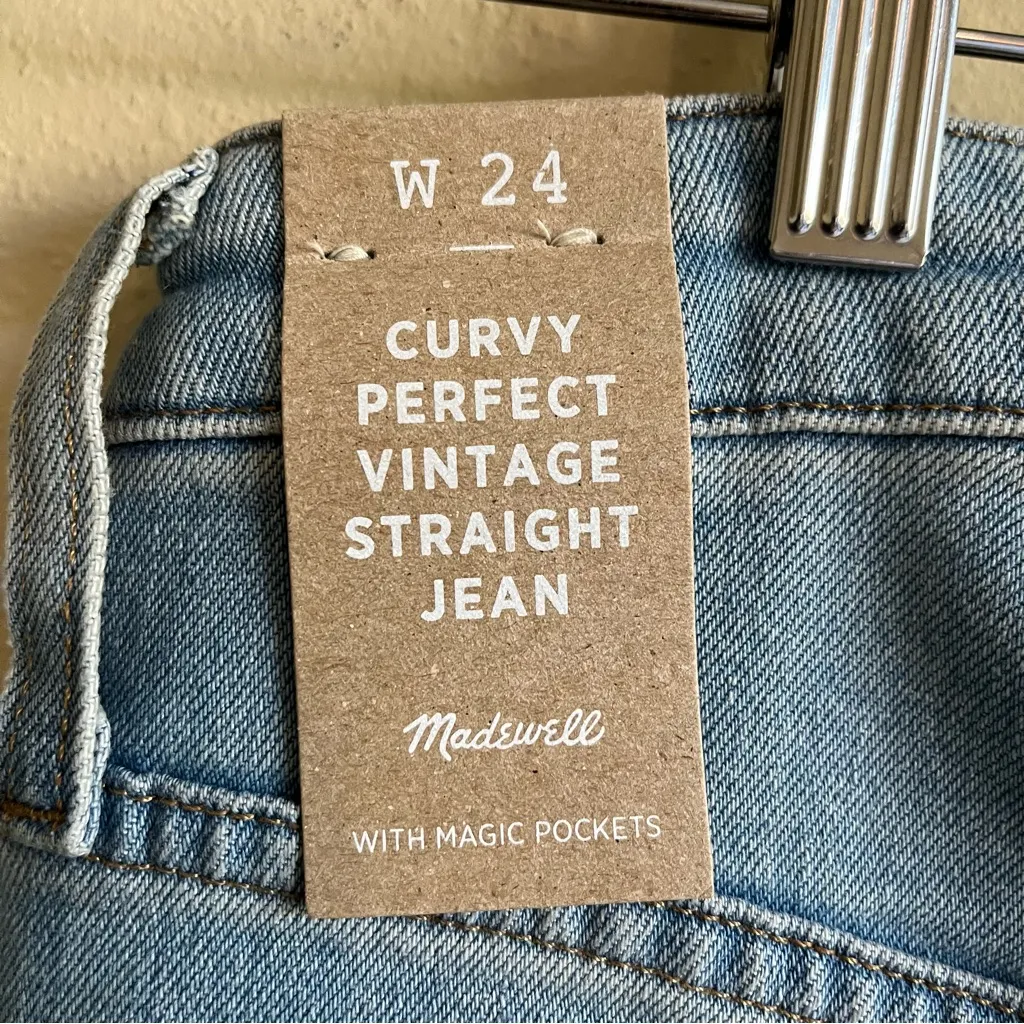 W 24
CURVY
PERFECT
VINTAGE
STRAIGHT
JEAN
Madewell
WITH MAGIC POCKETS